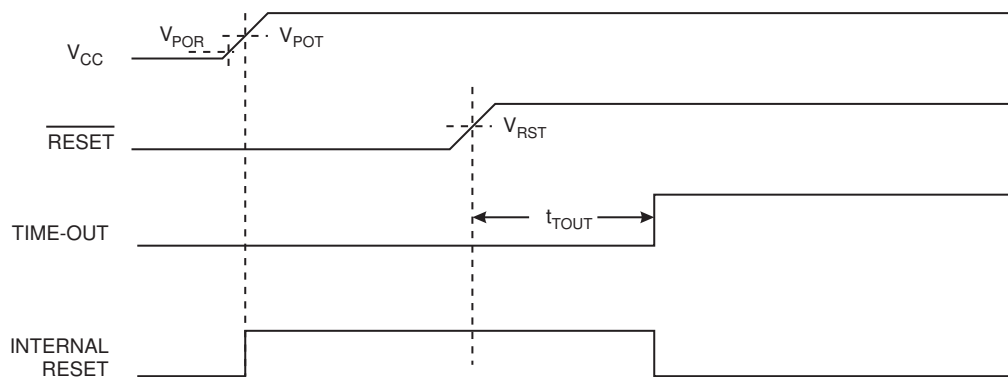 V_POR
V_POT
V_CC
RESET
V_RST
t_TOUT
TIME-OUT
INTERNAL
RESET